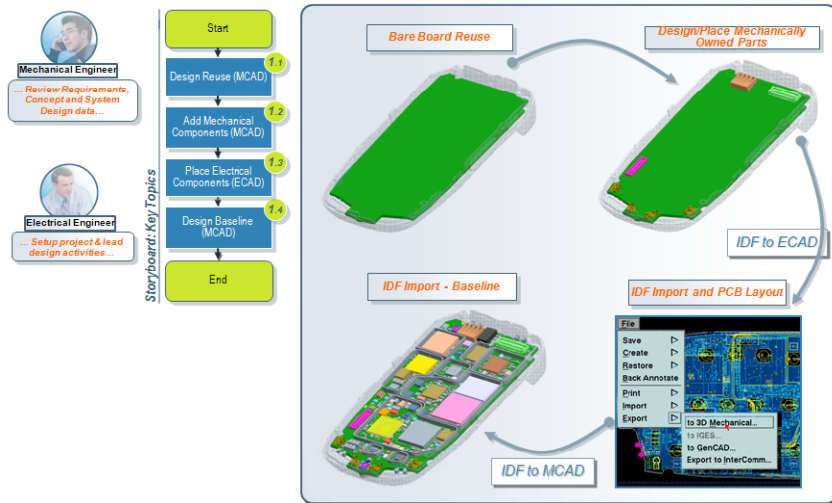 Mechanical Engineer
... Review Requirements,
Concept and System
Design data...
Electrical Engineer
... Setup project & lead
design activities...
Storyboard: Key Topics
Start
1.1
Design Reuse (MCAD)
1.2
Add Mechanical
Components (MCAD)
1.3
Place Electrical
Components (ECAD)
1.4
Design Baseline
(MCAD)
End
Bare Board Reuse
Design/Place Mechanically
Owned Parts
IDF to ECAD
IDF Import - Baseline
IDF Import and PCB Layout
IDF to MCAD
File
Save
Create
Restore
Back Annotate
Print
Import
Export
to 3D Mechanical...
to IGES...
to GenCAD...
Export to InterComm...